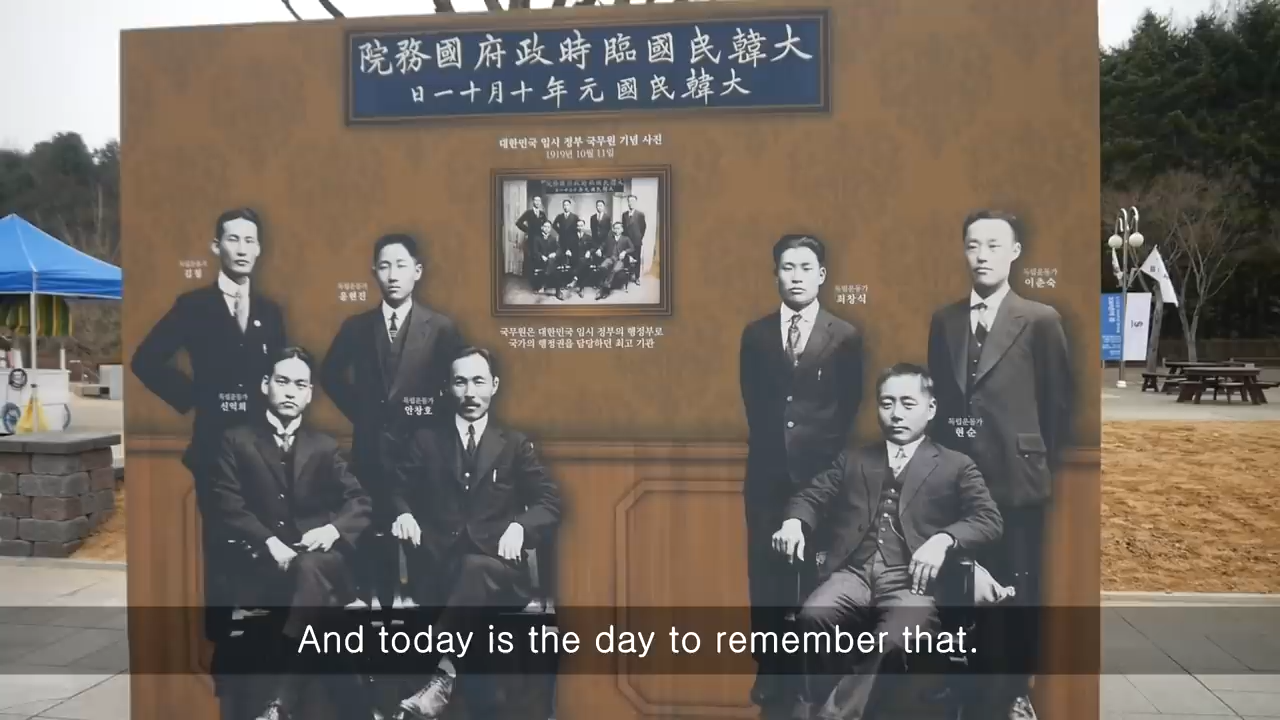 院務國府政時臨國民韓大
日一十月十年元國民韓大
대한민국 임시 정부 국무원 기념 사진
1919년 10월 11일
국무원은 대한민국 임시 정부의 행정부로
국가의 행정권을 담당하던 최고 기관
독립운동가
김철
독립운동가
윤현진
독립운동가
최창식
독립운동가
이춘숙
독립운동가
신익희
독립운동가
안창호
독립운동가
현순
And today is the day to remember that.